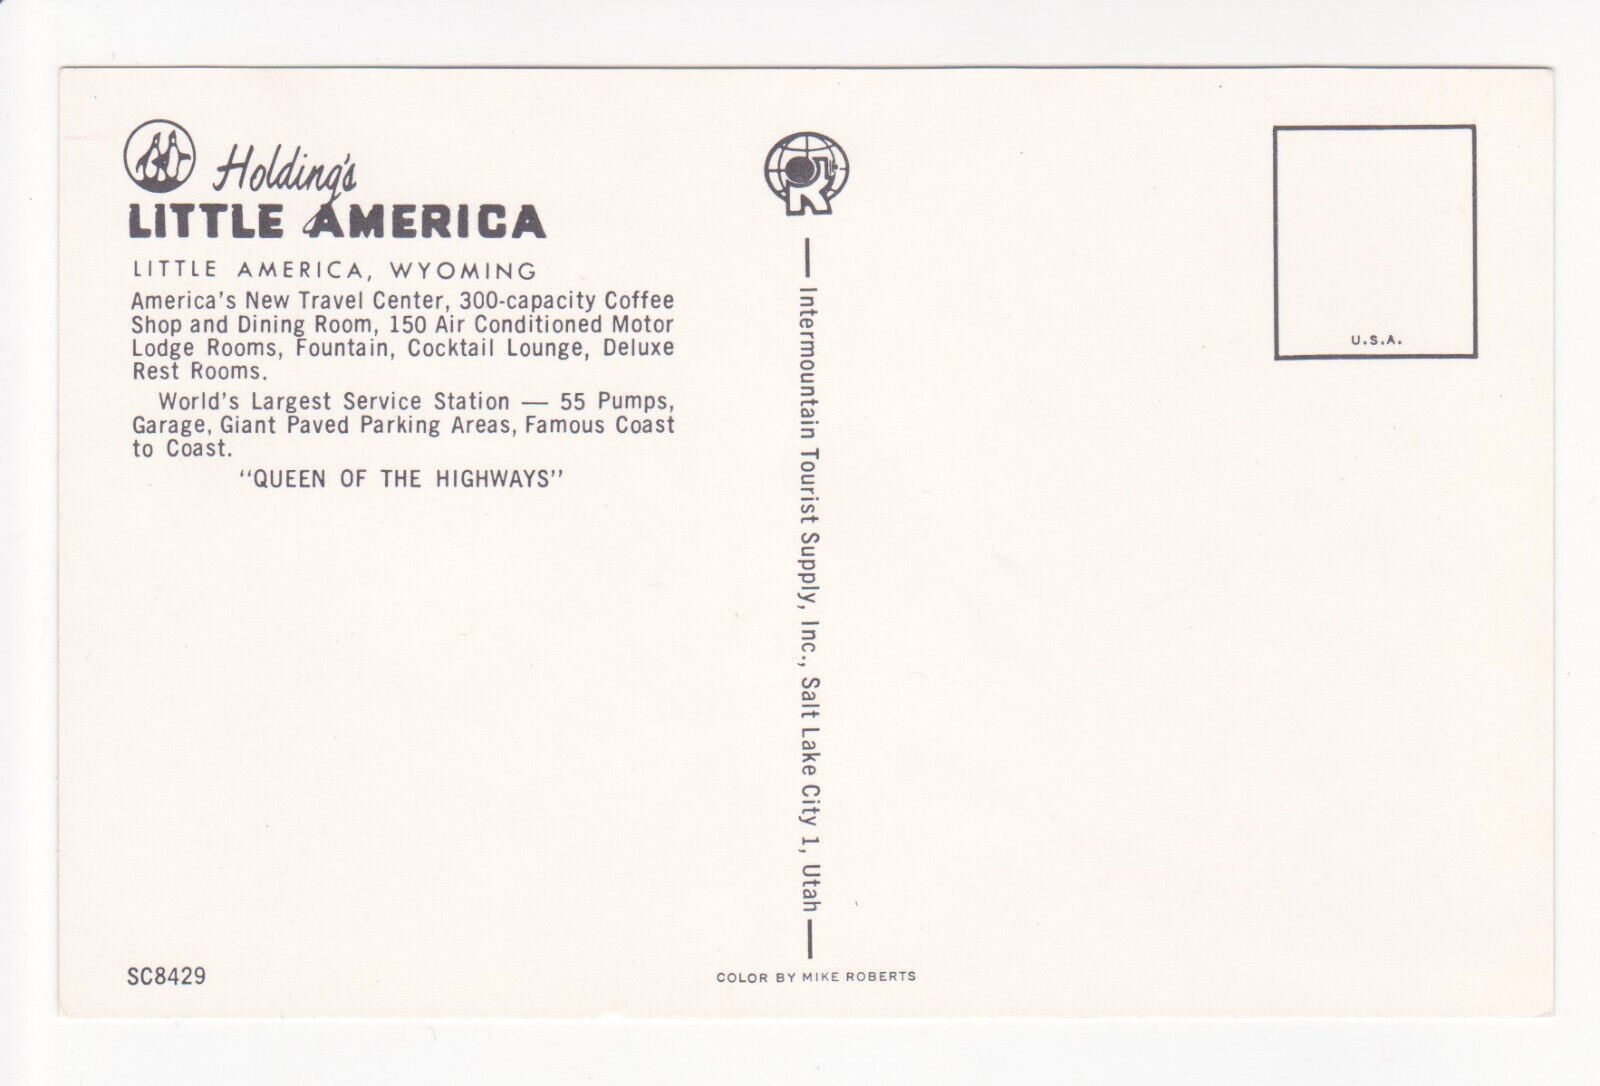 Holding's
LITTLE AMERICA
LITTLE AMERICA, WYOMING
America's New Travel Center, 300-capacity Coffee
Shop and Dining Room, 150 Air Conditioned Motor
Lodge Rooms, Fountain, Cocktail Lounge, Deluxe
Rest Rooms.
World's Largest Service Station — 55 Pumps,
Garage, Giant Paved Parking Areas, Famous Coast
to Coast.
"QUEEN OF THE HIGHWAYS"
SC8429
R
— Intermountain Tourist Supply, Inc., Salt Lake City 1, Utah —
COLOR BY MIKE ROBERTS
U.S.A.